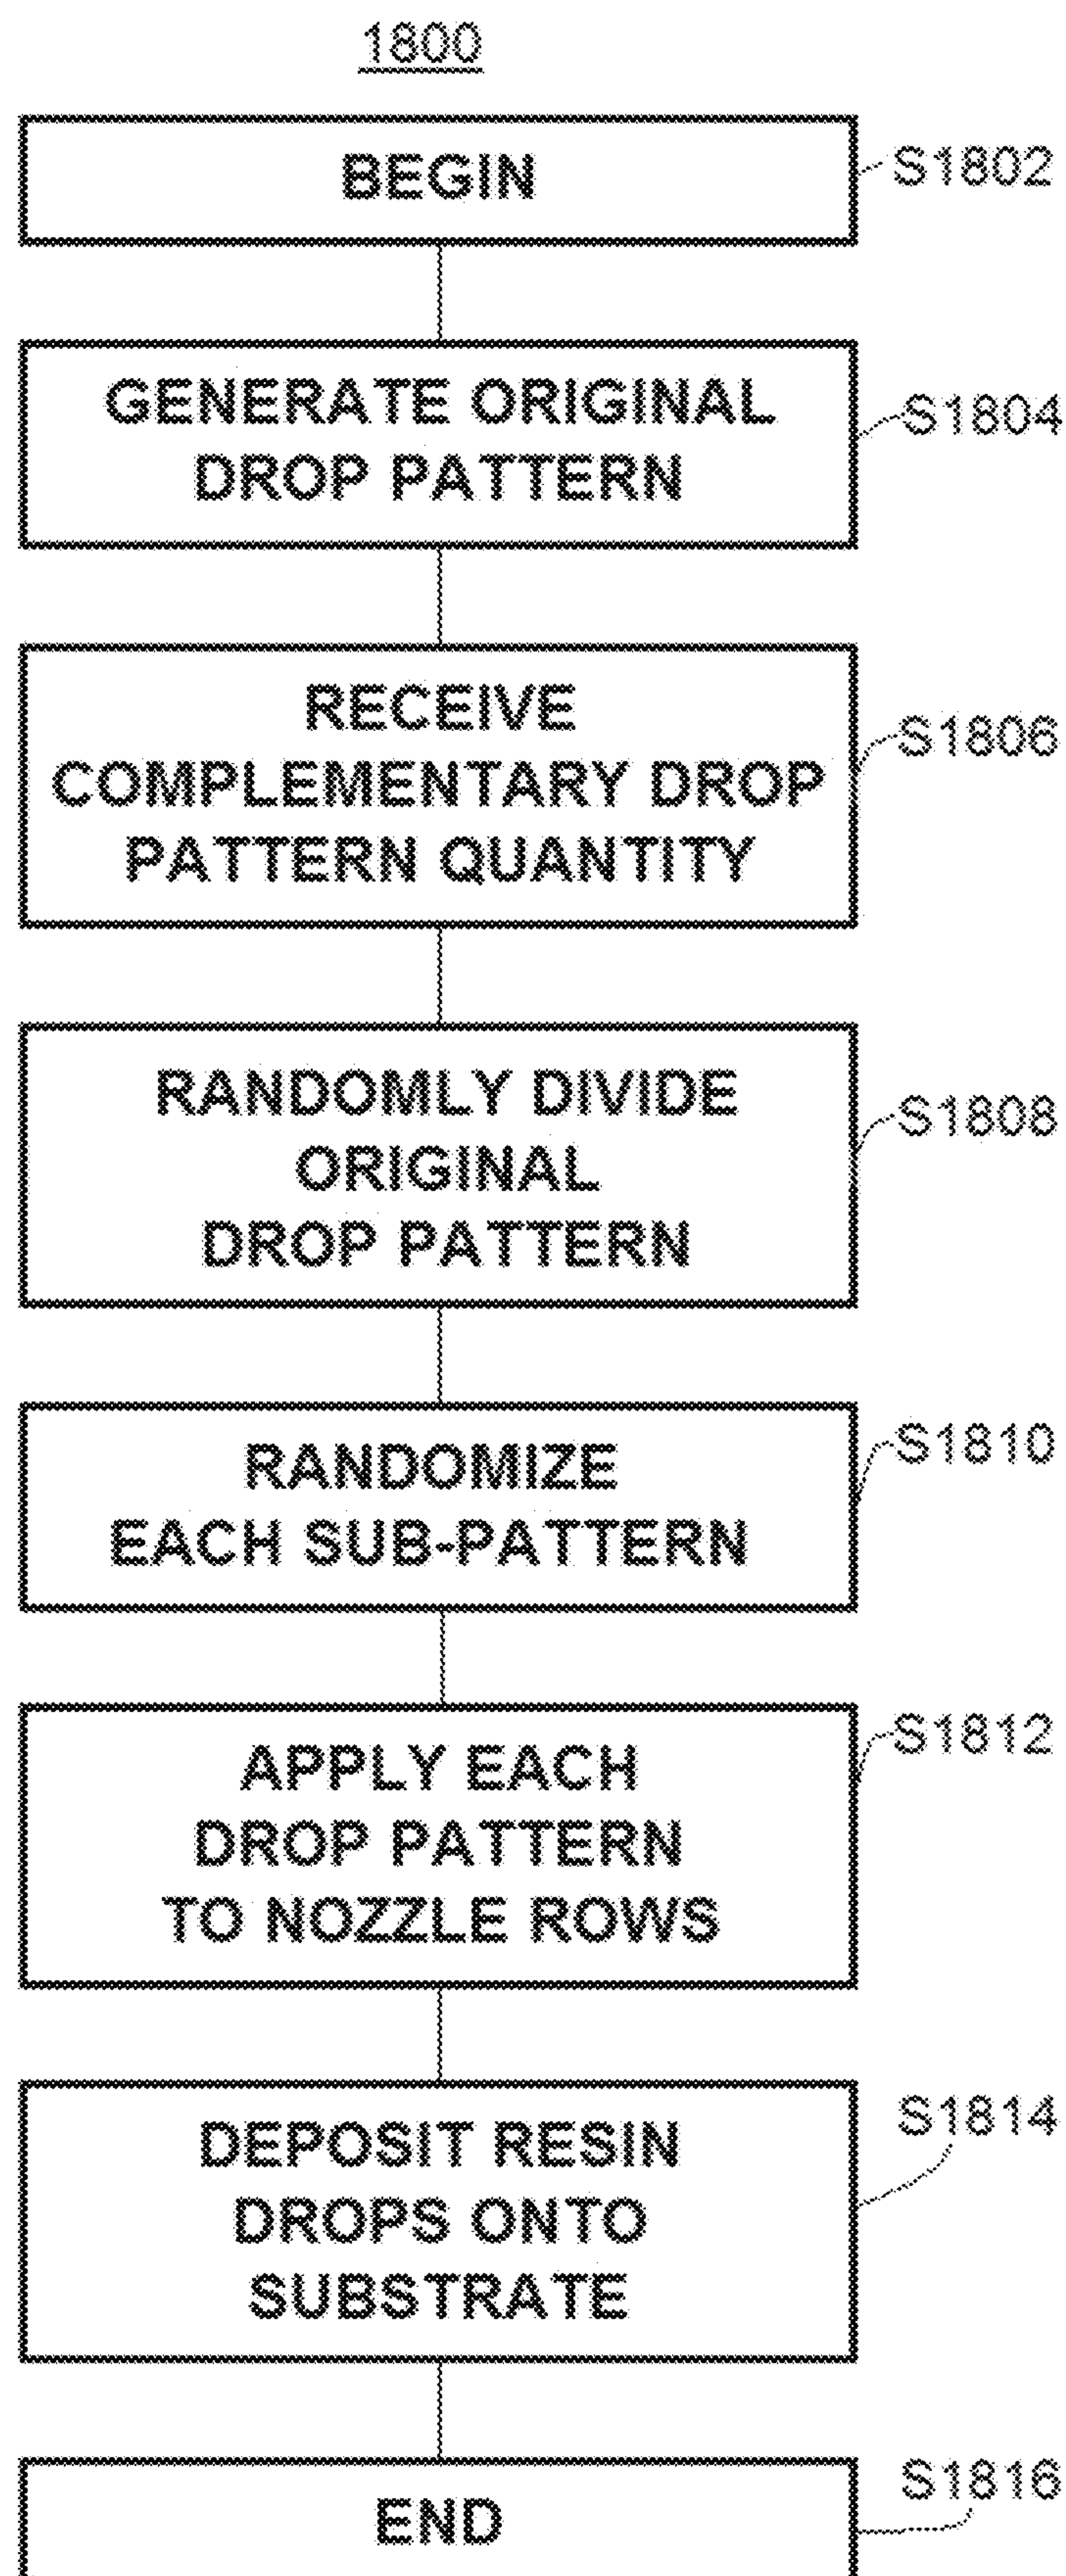 1800
BEGIN
S1802
GENERATE ORIGINAL
DROP PATTERN
S1804
RECEIVE
COMPLEMENTARY DROP
PATTERN QUANTITY
S1806
RANDOMLY DIVIDE
ORIGINAL
DROP PATTERN
S1808
RANDOMIZE
EACH SUB-PATTERN
S1810
APPLY EACH
DROP PATTERN
TO NOZZLE ROWS
S1812
DEPOSIT RESIN
DROPS ONTO
SUBSTRATE
S1814
END
S1816